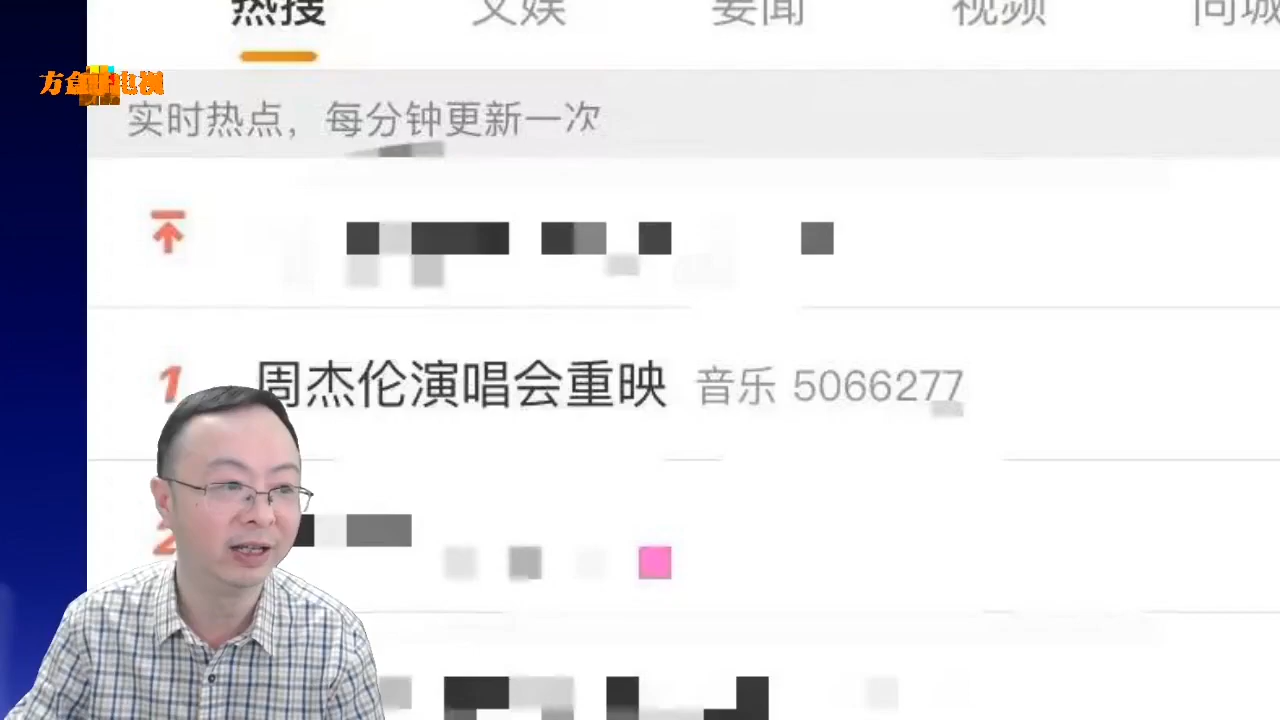 热搜 文娱 要闻 视频 同城
实时热点，每分钟更新一次
1 周杰伦演唱会重映 音乐 5066277
2